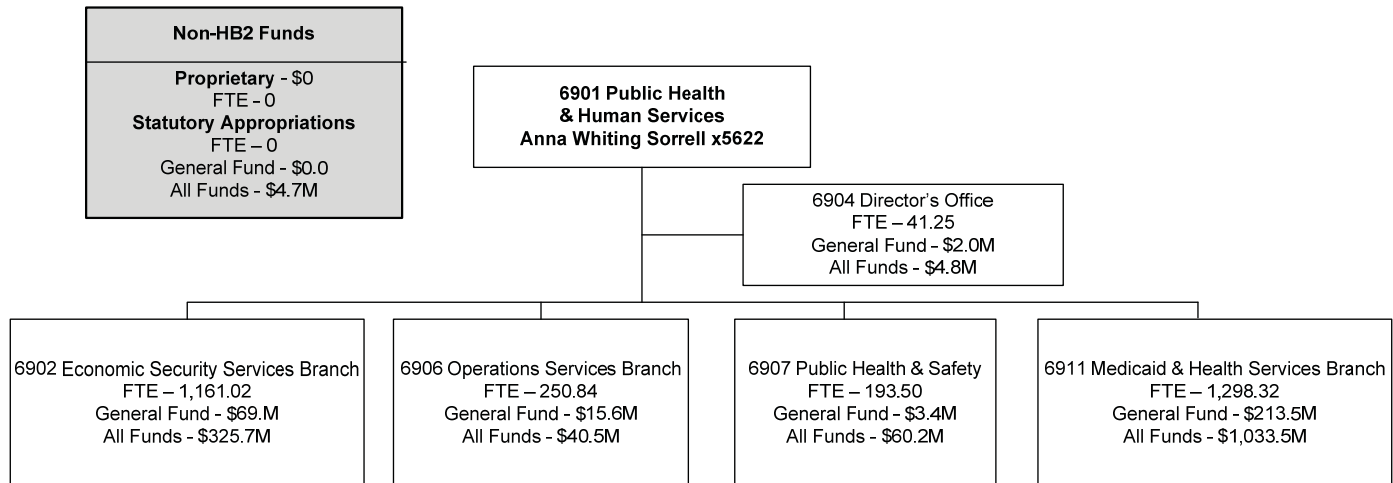 Non-HB2 Funds
Proprietary - $0
FTE - 0
Statutory Appropriations
FTE – 0
General Fund - $0.0
All Funds - $4.7M
6901 Public Health
& Human Services
Anna Whiting Sorrell x5622
6904 Director's Office
FTE – 41.25
General Fund - $2.0M
All Funds - $4.8M
6902 Economic Security Services Branch
FTE – 1,161.02
General Fund - $69.M
All Funds - $325.7M
6906 Operations Services Branch
FTE – 250.84
General Fund - $15.6M
All Funds - $40.5M
6907 Public Health & Safety
FTE – 193.50
General Fund - $3.4M
All Funds - $60.2M
6911 Medicaid & Health Services Branch
FTE – 1,298.32
General Fund - $213.5M
All Funds - $1,033.5M